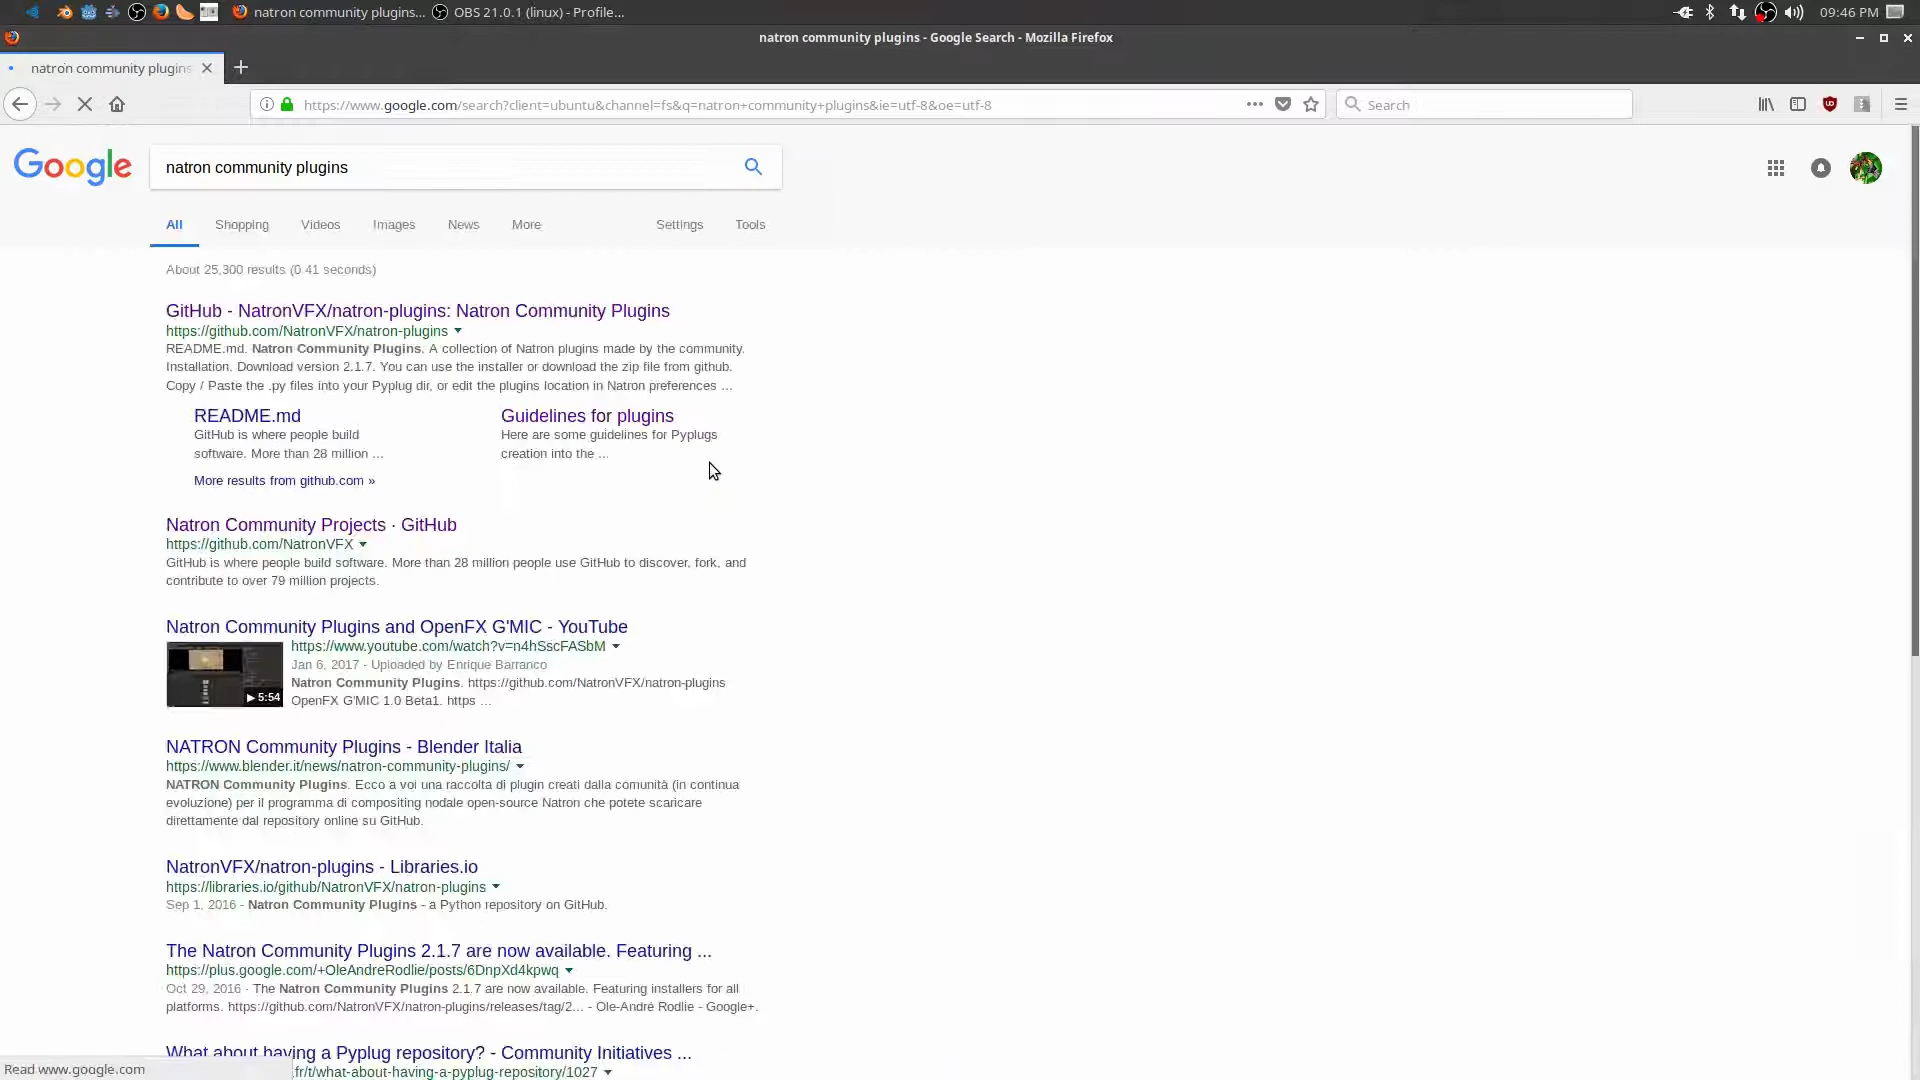 natron community plugins... OBS 21.0.1 (linux) - Profile... 09:46 PM
natron community plugins - Google Search - Mozilla Firefox
natron community plugins
https://www.google.com/search?client=ubuntu&channel=fs&q=natron+community+plugins&ie=utf-8&oe=utf-8 Search
Google natron community plugins
All Shopping Videos Images News More Settings Tools
About 25,300 results (0.41 seconds)
GitHub - NatronVFX/natron-plugins: Natron Community Plugins
https://github.com/NatronVFX/natron-plugins
README.md. Natron Community Plugins. A collection of Natron plugins made by the community.
Installation. Download version 2.1.7. You can use the installer or download the zip file from github.
Copy / Paste the .py files into your Pyplug dir, or edit the plugins location in Natron preferences ...
README.md
GitHub is where people build
software. More than 28 million ...
Guidelines for plugins
Here are some guidelines for Pyplugs
creation into the ...
More results from github.com »
Natron Community Projects · GitHub
https://github.com/NatronVFX
GitHub is where people build software. More than 28 million people use GitHub to discover, fork, and
contribute to over 79 million projects.
Natron Community Plugins and OpenFX G'MIC - YouTube
https://www.youtube.com/watch?v=n4hSscFASbM
Jan 6, 2017 - Uploaded by Enrique Barranco
Natron Community Plugins. https://github.com/NatronVFX/natron-plugins
OpenFX G'MIC 1.0 Beta1. https ...
5:54
NATRON Community Plugins - Blender Italia
https://www.blender.it/news/natron-community-plugins/
NATRON Community Plugins. Ecco a voi una raccolta di plugin creati dalla comunità (in continua
evoluzione) per il programma di compositing nodale open-source Natron che potete scaricare
direttamente dal repository online su GitHub.
NatronVFX/natron-plugins - Libraries.io
https://libraries.io/github/NatronVFX/natron-plugins
Sep 1, 2016 - Natron Community Plugins - a Python repository on GitHub.
The Natron Community Plugins 2.1.7 are now available. Featuring ...
https://plus.google.com/+OleAndreRodlie/posts/6DnpXd4kpwq
Oct 29, 2016 - The Natron Community Plugins 2.1.7 are now available. Featuring installers for all
platforms. https://github.com/NatronVFX/natron-plugins/releases/tag/2... - Ole-André Rodlie - Google+.
What about having a Pyplug repository? - Community Initiatives ...
.fr/t/what-about-having-a-pyplug-repository/1027
Read www.google.com